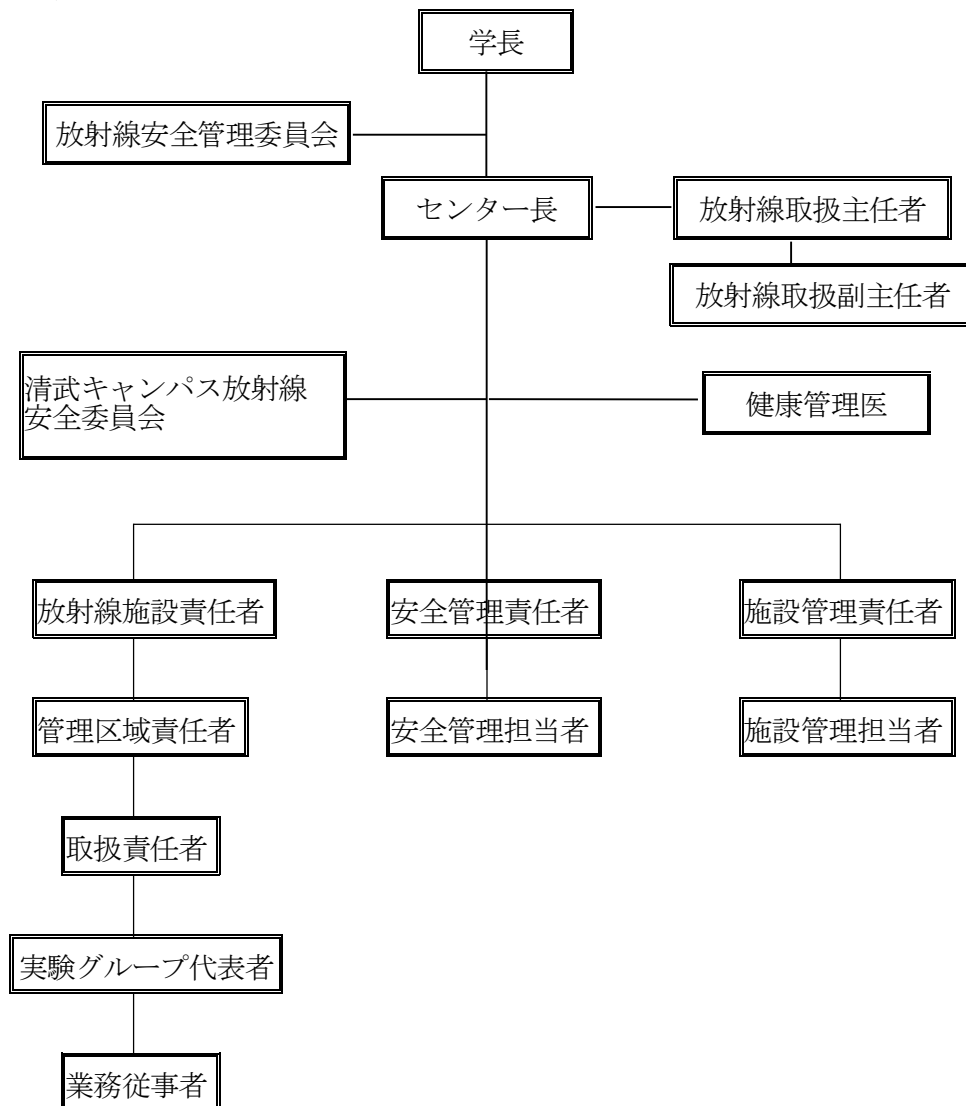 学長
放射線安全管理委員会
センター長
放射線取扱主任者
放射線取扱副主任者
清武キャンパス放射線
安全委員会
健康管理医
放射線施設責任者
安全管理責任者
施設管理責任者
管理区域責任者
安全管理担当者
施設管理担当者
取扱責任者
実験グループ代表者
業務従事者